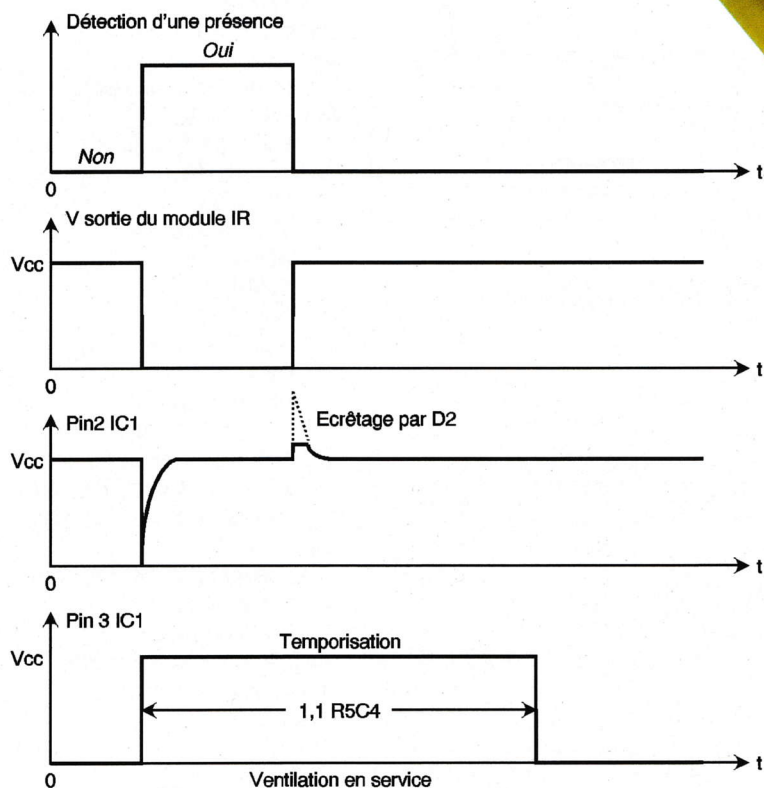 Détection d'une présence
Oui
Non
0
t
V sortie du module IR
Vcc
0
t
Pin2 IC1
Ecrêtage par D2
Vcc
0
t
Pin 3 IC1
Temporisation
Vcc
1,1 R5C4
0
Ventilation en service
t